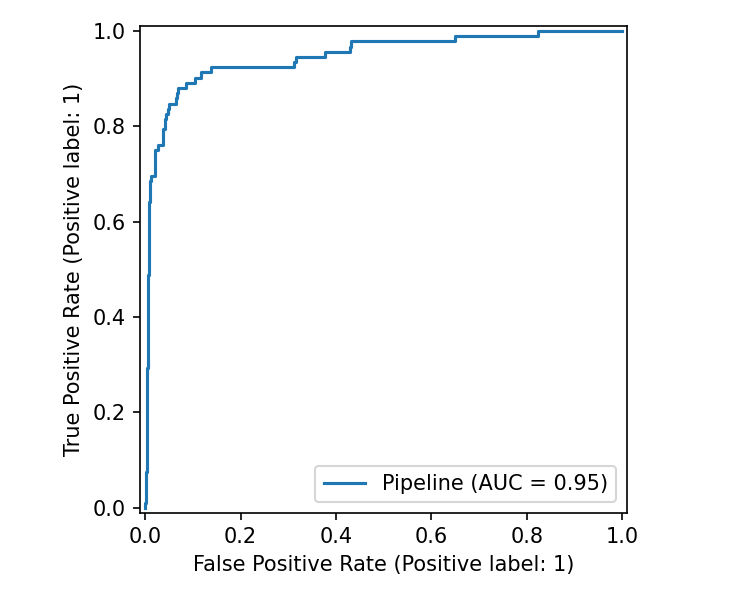 True Positive Rate (Positive label: 1)
1.0
0.8
0.6
0.4
0.2
0.0
Pipeline (AUC = 0.95)
0.0 0.2 0.4 0.6 0.8 1.0
False Positive Rate (Positive label: 1)